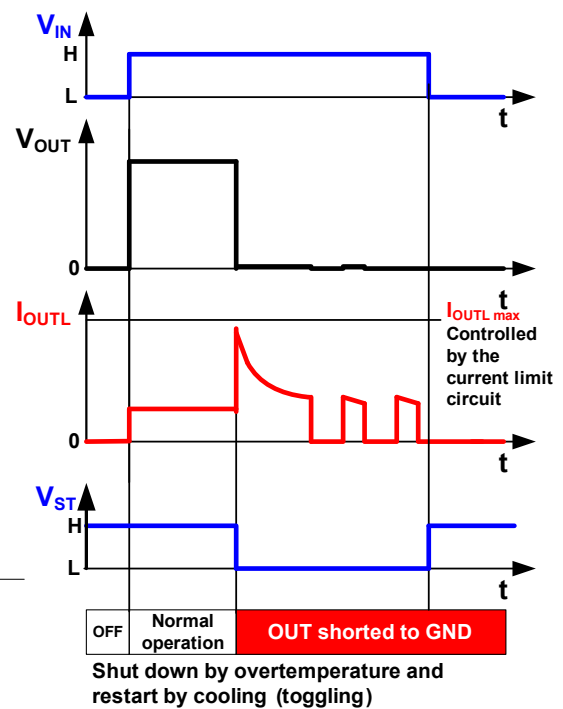 VIN
H
L
t
VOUT
0
t
IOUTL
IOUTL max
Controlled
by the
current limit
circuit
0
t
VST
H
L
t
OFF
Normal
operation
OUT shorted to GND
Shut down by overtemperature and
restart by cooling (toggling)